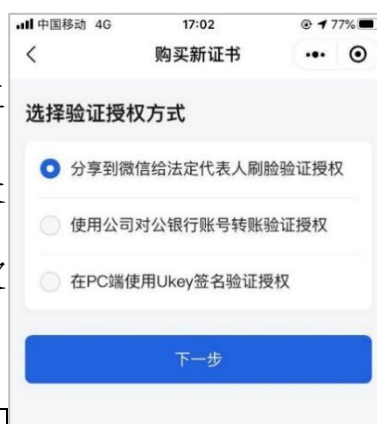 中国移动 4G 17:02 77%
购买新证书
选择验证授权方式
分享到微信给法定代表人刷脸验证授权
使用公司对公银行账号转账验证授权
在PC端使用Ukey签名验证授权
下一步